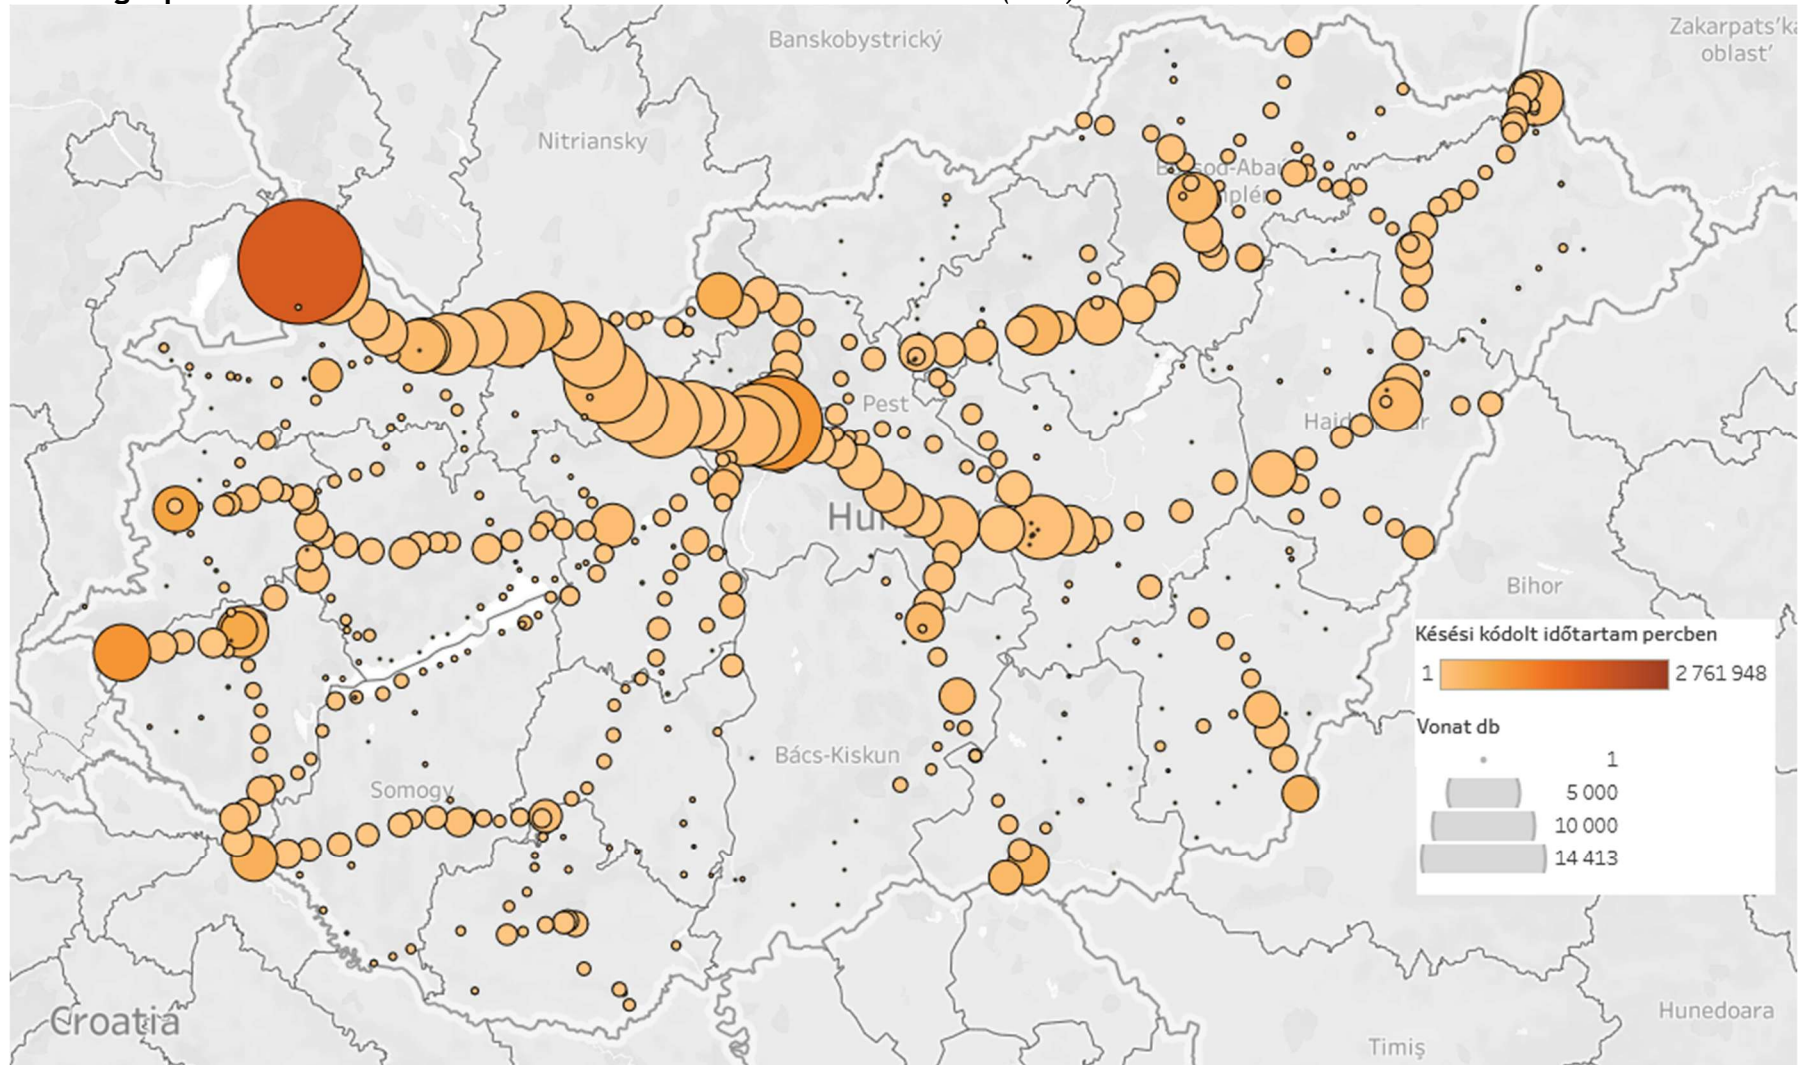 Banskobystrický
Zakarpats'ka
oblast'
Nitriansky
Pest
Somogy
Bács-Kiskun
Bihor
Késési kódolt időtartam percben
1
2 761 948
Vonat db
1
5 000
10 000
14 413
Croatia
Hunedoara
Timiş